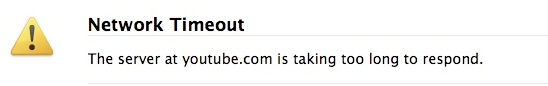 Network Timeout
The server at youtube.com is taking too long to respond.